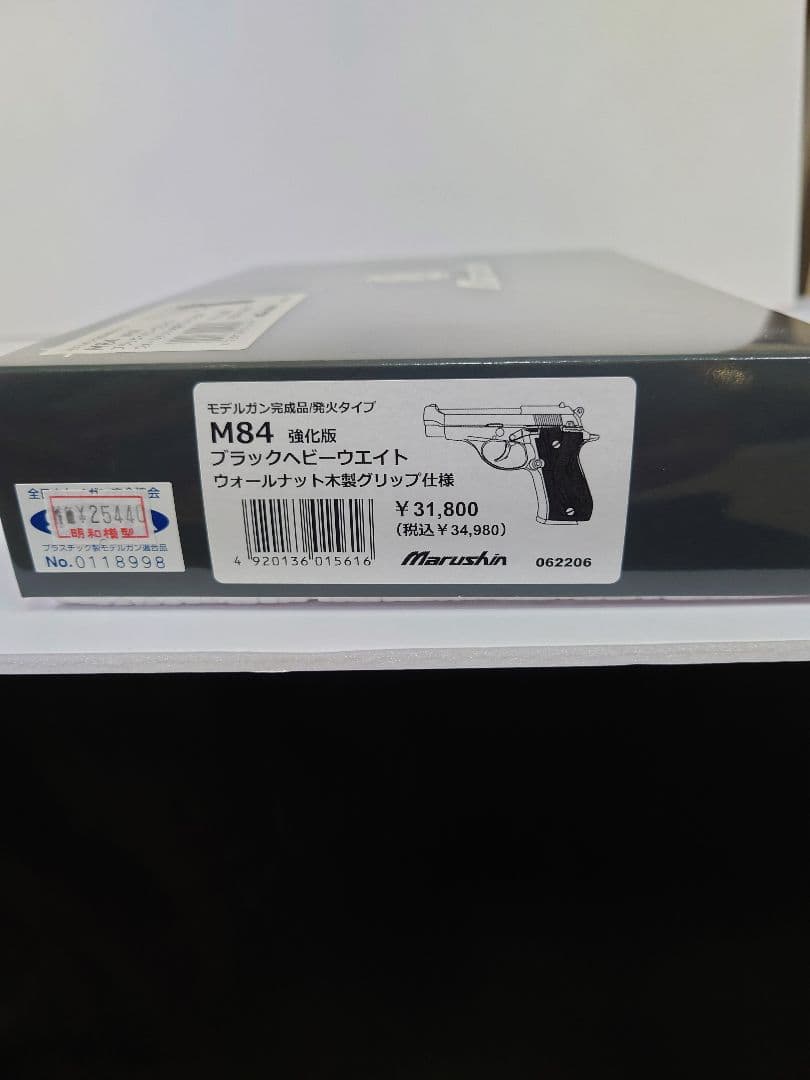 モデルガン完成品/発火タイプ
M84 強化版
ブラックヘビーウエイト
ウォールナット木製グリップ仕様
￥31,800
(税込￥34,980)
4 920136 015616
Marushin
062206
￥25440
明和模型
プラスチック製モデルガン適合品
No.0118998